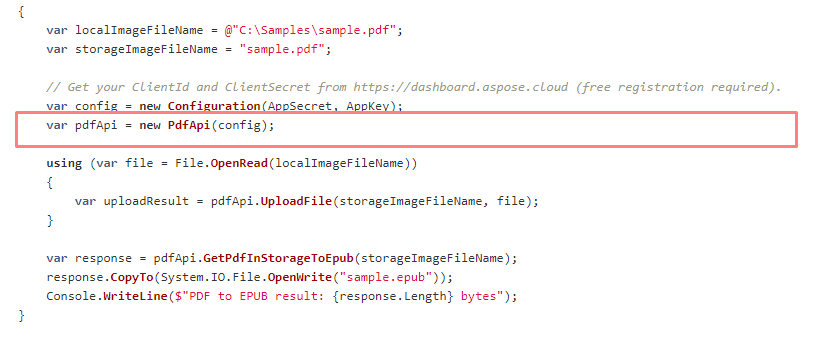 {
var localImageFileName = @"C:\Samples\sample.pdf";
var storageImageFileName = "sample.pdf";
// Get your ClientId and ClientSecret from https://dashboard.aspose.cloud (free registration required).
var config = new Configuration(AppSecret, AppKey);
var pdfApi = new PdfApi(config);
using (var file = File.OpenRead(localImageFileName))
{
var uploadResult = pdfApi.UploadFile(storageImageFileName, file);
}
var response = pdfApi.GetPdfInStorageToEpub(storageImageFileName);
response.CopyTo(System.IO.File.OpenWrite("sample.epub"));
Console.WriteLine($"PDF to EPUB result: {response.Length} bytes");
}